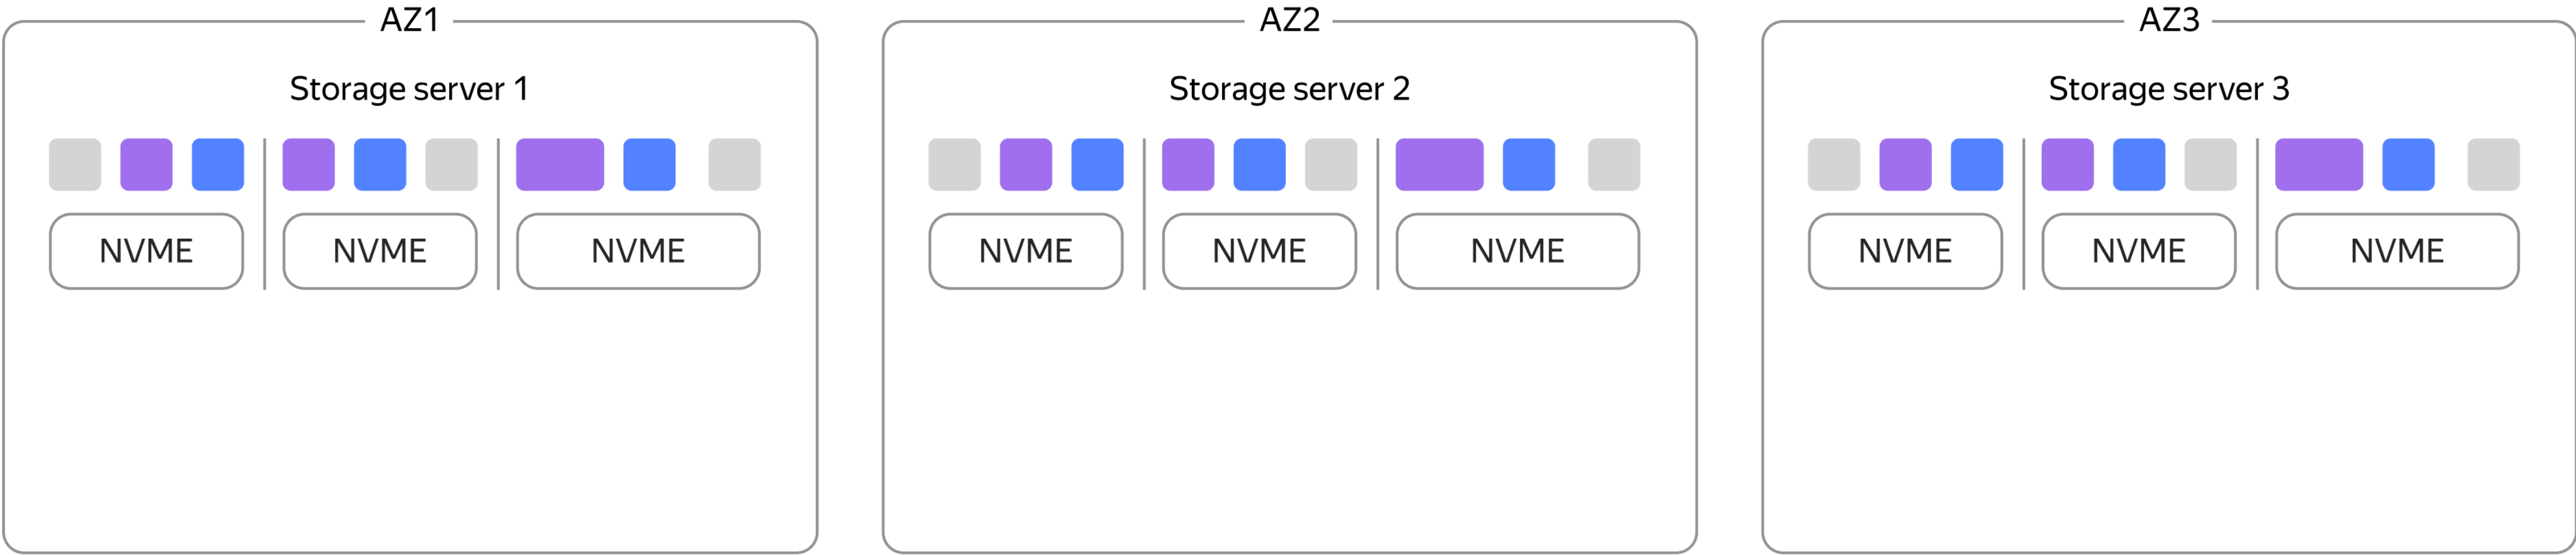 AZ1
Storage server 1
NVME
NVME
NVME
AZ2
Storage server 2
NVME
NVME
NVME
AZ3
Storage server 3
NVME
NVME
NVME